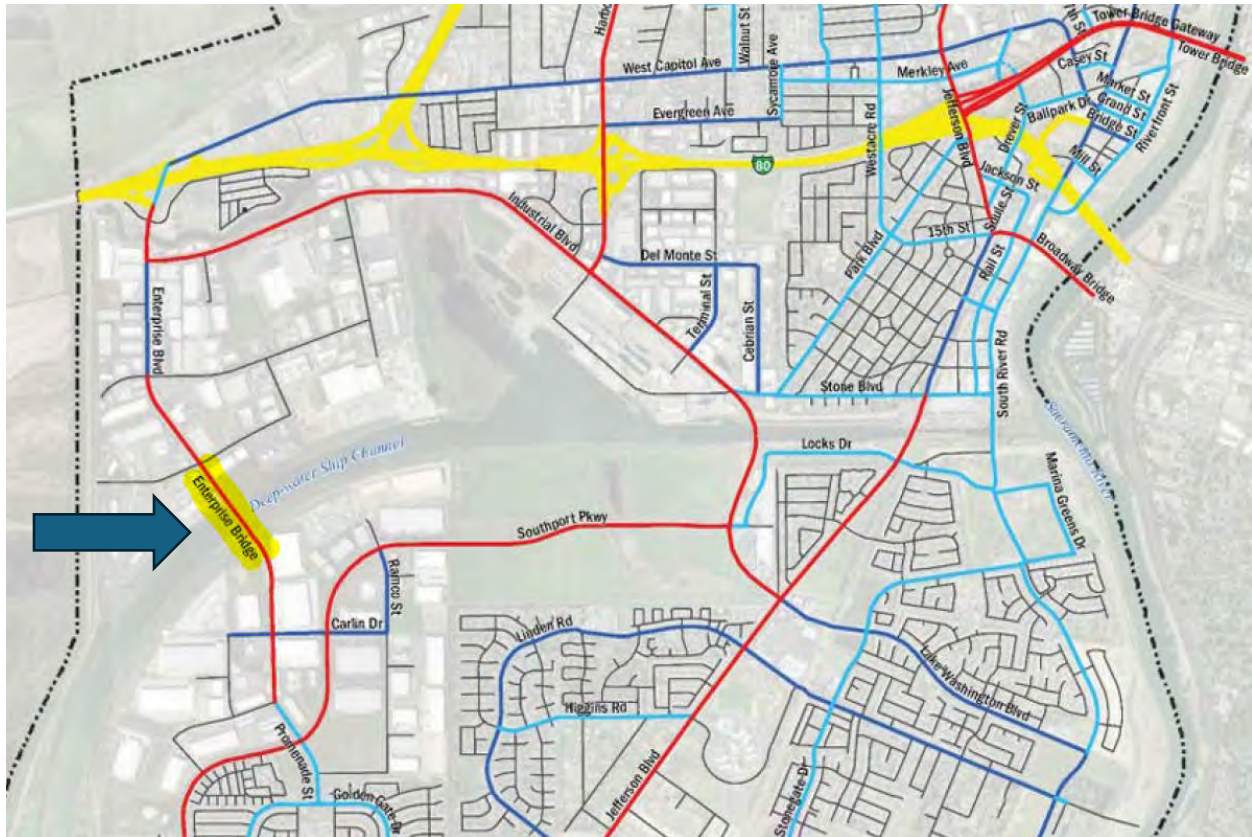 Harbo
Walnut St
Sycamore Ave
West Capitol Ave
Evergreen Ave
Merkley Ave
Westacre Rd
Jefferson Blvd
Tower Bridge Gateway
Tower Bridge
Casey St
Market St
Grand St
Bridge St
Riverfront St
Ballpark Dr
Drever St
Mill St
80
Jackson St
Soule St
15th St
Park Blvd
Rail St
Broadway Bridge
Industrial Blvd
Del Monte St
Terminal St
Cebrian St
Enterprise Blvd
Stone Blvd
South River Rd
Sacramento River
Locks Dr
Marina Greens Dr
Deepwater Ship Channel
Enterprise Bridge
Southport Pkwy
Ramco St
Carlin Dr
Linden Rd
Lake Washington Blvd
Higgins Rd
Promenade St
Jefferson Blvd
Stonegate Dr
Golden Gate Dr